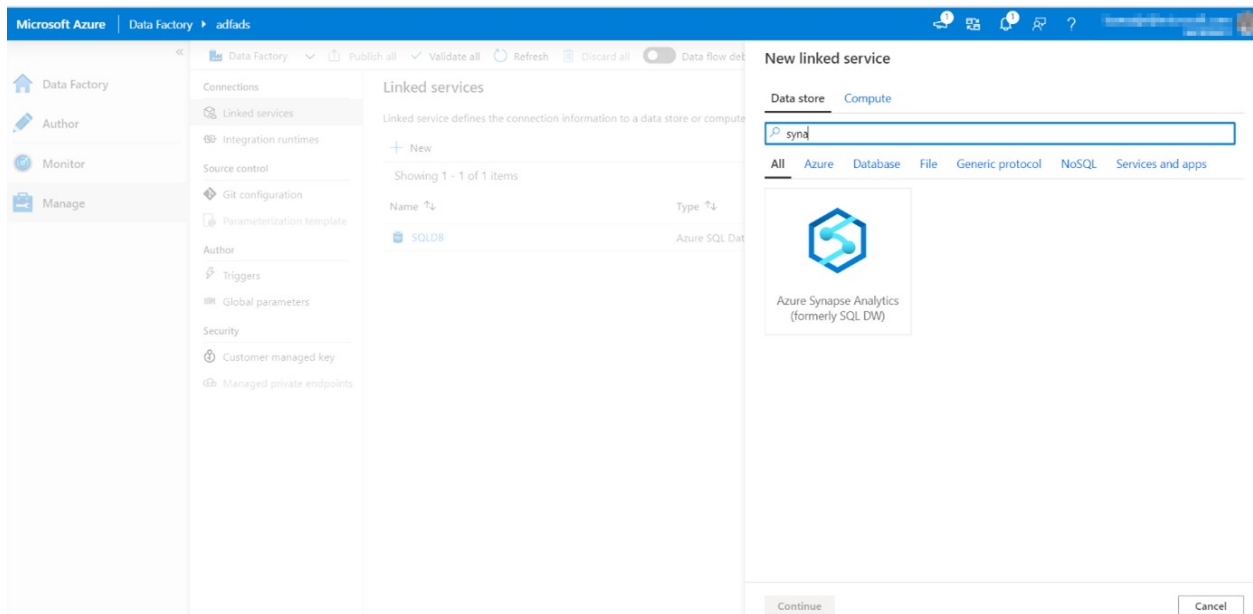 Microsoft Azure Data Factory adfads 1 1 ?
Data Factory
Author
Monitor
Manage
Data Factory Publish all Validate all Refresh Discard all Data flow deb
Connections
Linked services
Integration runtimes
Source control
Git configuration
Parameterization template
Author
Triggers
Global parameters
Security
Customer managed key
Managed private endpoints
Linked services
Linked service defines the connection information to a data store or compute
+ New
Showing 1 - 1 of 1 items
Name Type
SQLDB Azure SQL Dat
New linked service
Data store Compute
syna
All Azure Database File Generic protocol NoSQL Services and apps
Azure Synapse Analytics
(formerly SQL DW)
Continue Cancel